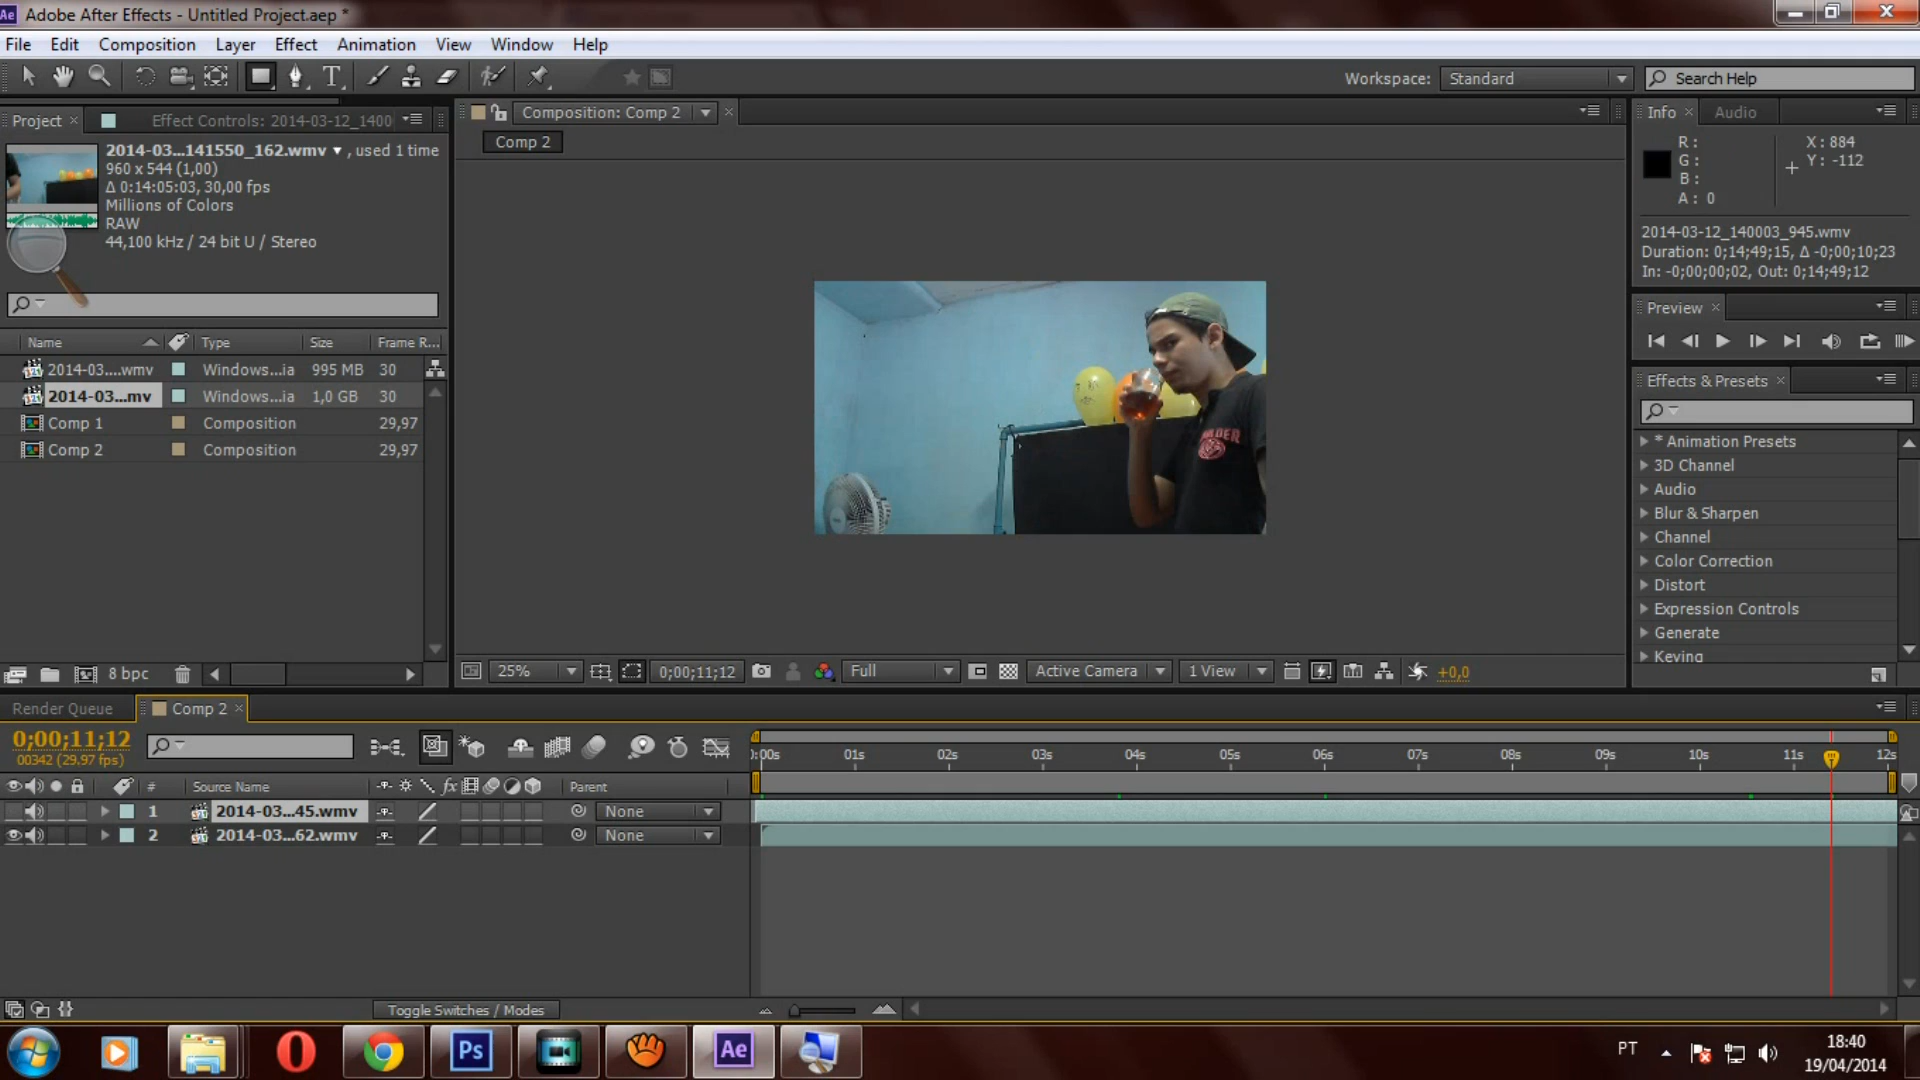 Adobe After Effects - Untitled Project.aep *
File Edit Composition Layer Effect Animation View Window Help
Workspace: Standard Search Help
Project Effect Controls: 2014-03-12_1400
2014-03...141550_162.wmv , used 1 time
960 x 544 (1,00)
Δ 0:14:05:03, 30,00 fps
Millions of Colors
RAW
44,100 kHz / 24 bit U / Stereo
Name Type Size Frame R...
2014-03....wmv Windows...ia 995 MB 30
2014-03...mv Windows...ia 1,0 GB 30
Comp 1 Composition 29,97
Comp 2 Composition 29,97
8 bpc
Composition: Comp 2
Comp 2
25% 0;00;11;12 Full Active Camera 1 View +0,0
Info Audio
R: X: 884
G: Y: -112
B:
A: 0
2014-03-12_140003_945.wmv
Duration: 0;14;49;15, Δ -0;00;10;23
In: -0;00;00;02, Out: 0;14;49;12
Preview
Effects & Presets
* Animation Presets
3D Channel
Audio
Blur & Sharpen
Channel
Color Correction
Distort
Expression Controls
Generate
Keying
Render Queue Comp 2
0;00;11;12
00342 (29.97 fps)
:00s 01s 02s 03s 04s 05s 06s 07s 08s 09s 10s 11s 12s
# Source Name fx Parent
1 2014-03...45.wmv None
2 2014-03...62.wmv None
Toggle Switches / Modes
Ps Ae PT 18:40
19/04/2014